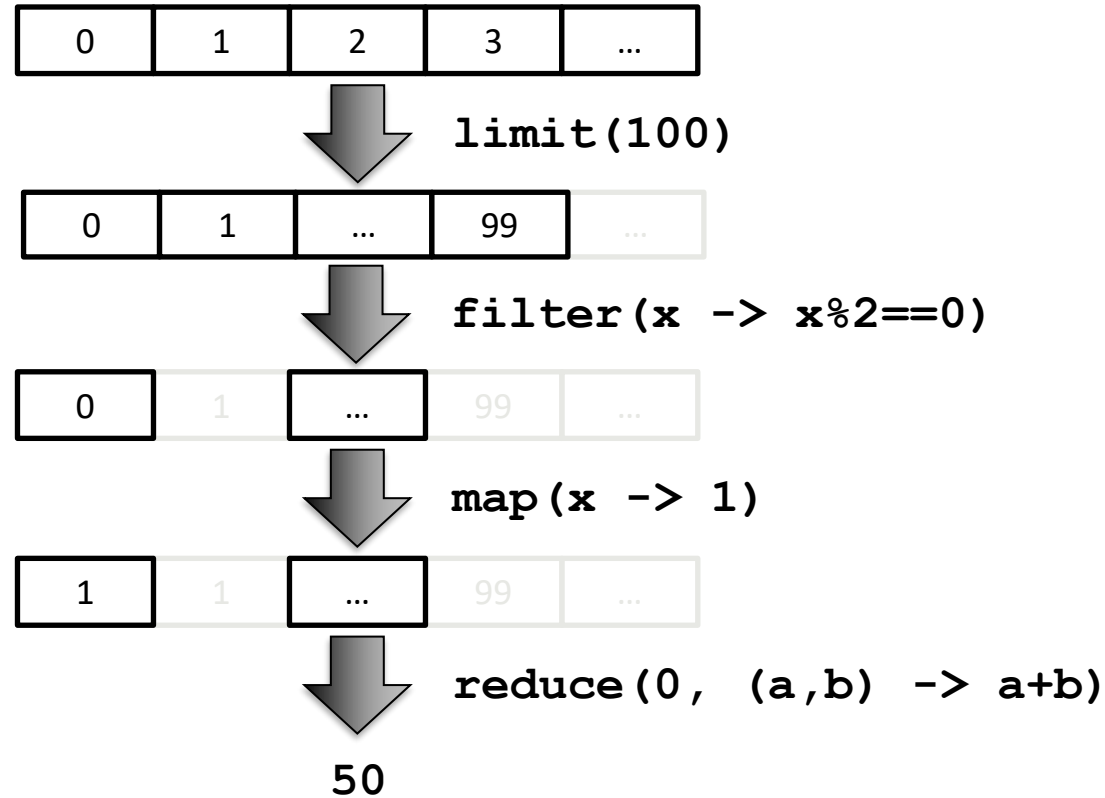 0 1 2 3 ...
limit(100)
0 1 ... 99 ...
filter(x -> x%2==0)
0 1 ... 99 ...
map(x -> 1)
1 1 ... 99 ...
reduce(0, (a,b) -> a+b)
50